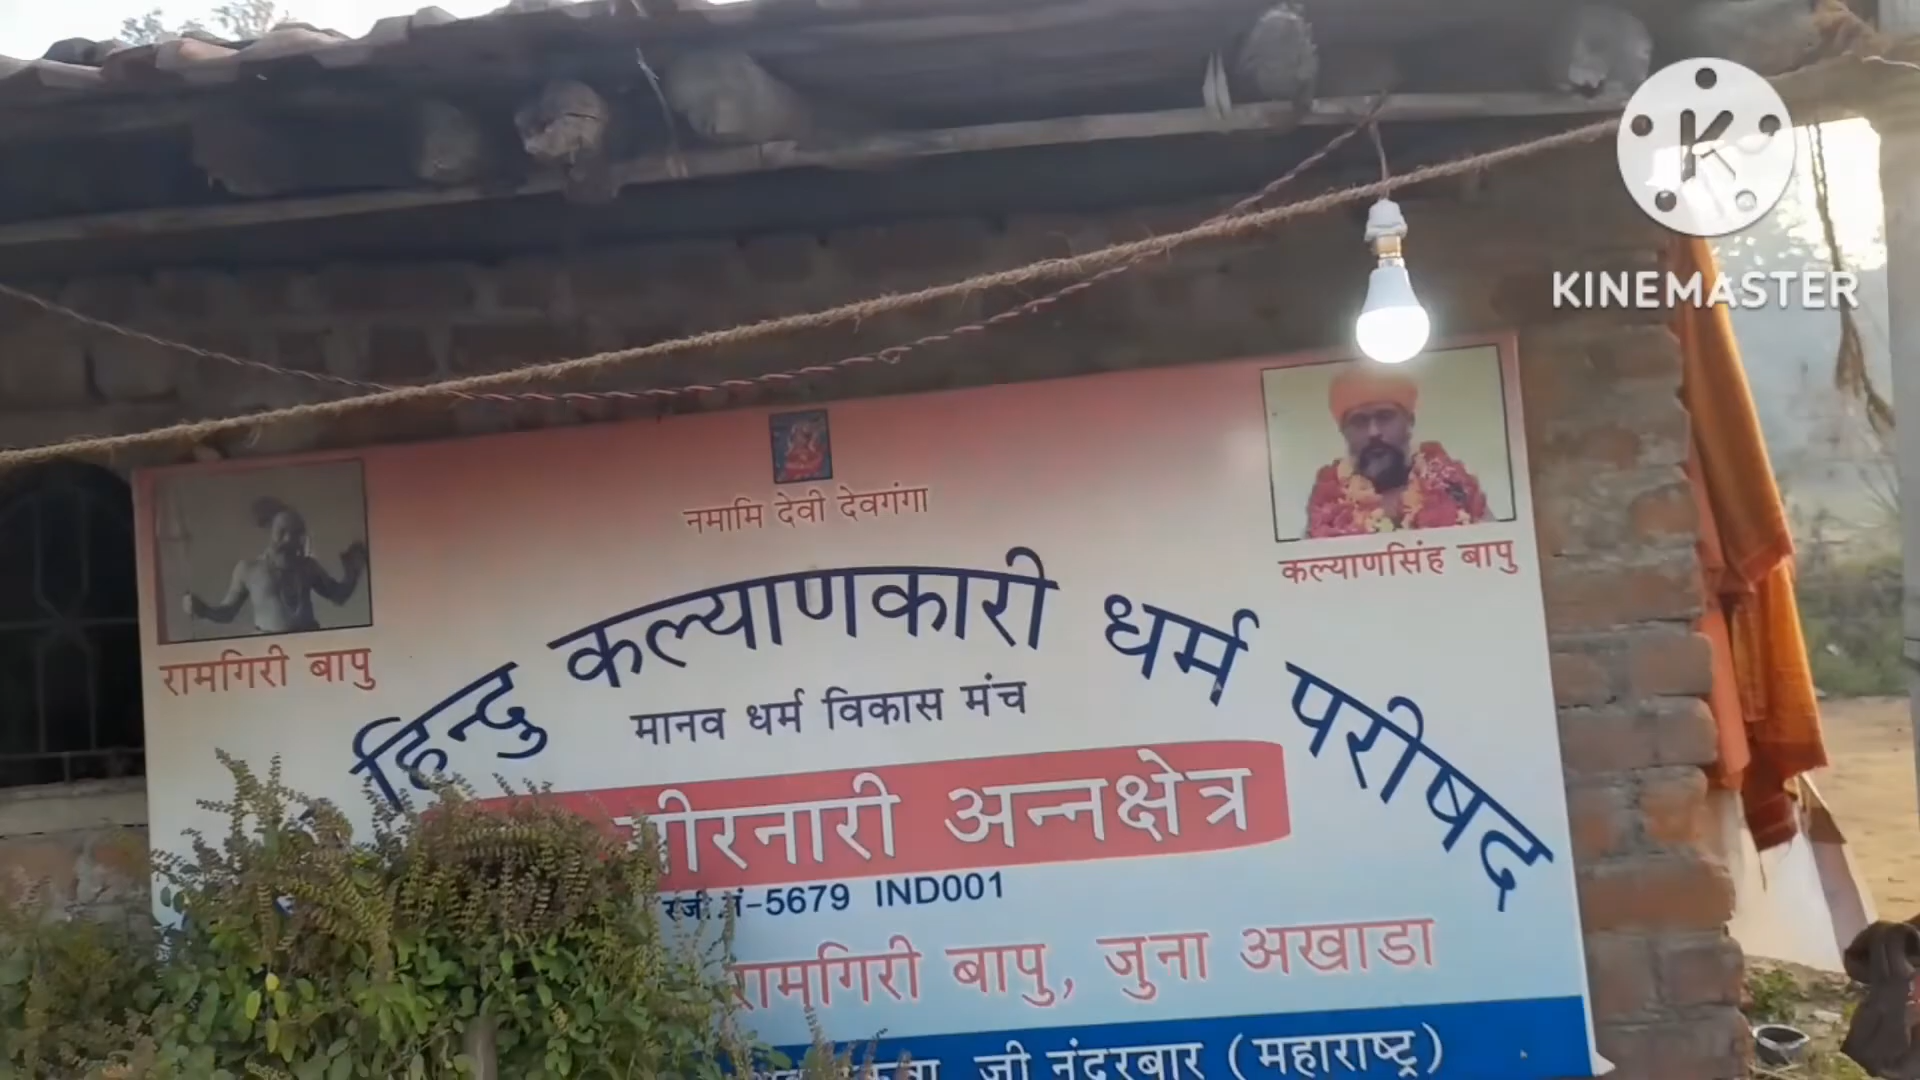 KINEMASTER
नमामि देवी देवगंगा
रामगिरी बापु
कल्याणसिंह बापु
हिन्दु कल्याणकारी धर्म परीषद
मानव धर्म विकास मंच
अन्नक्षेत्र
रजी.नं-5679 IND001
रामगिरी बापु, जुना अखाडा
जी नंदरबार (महाराष्ट्र)